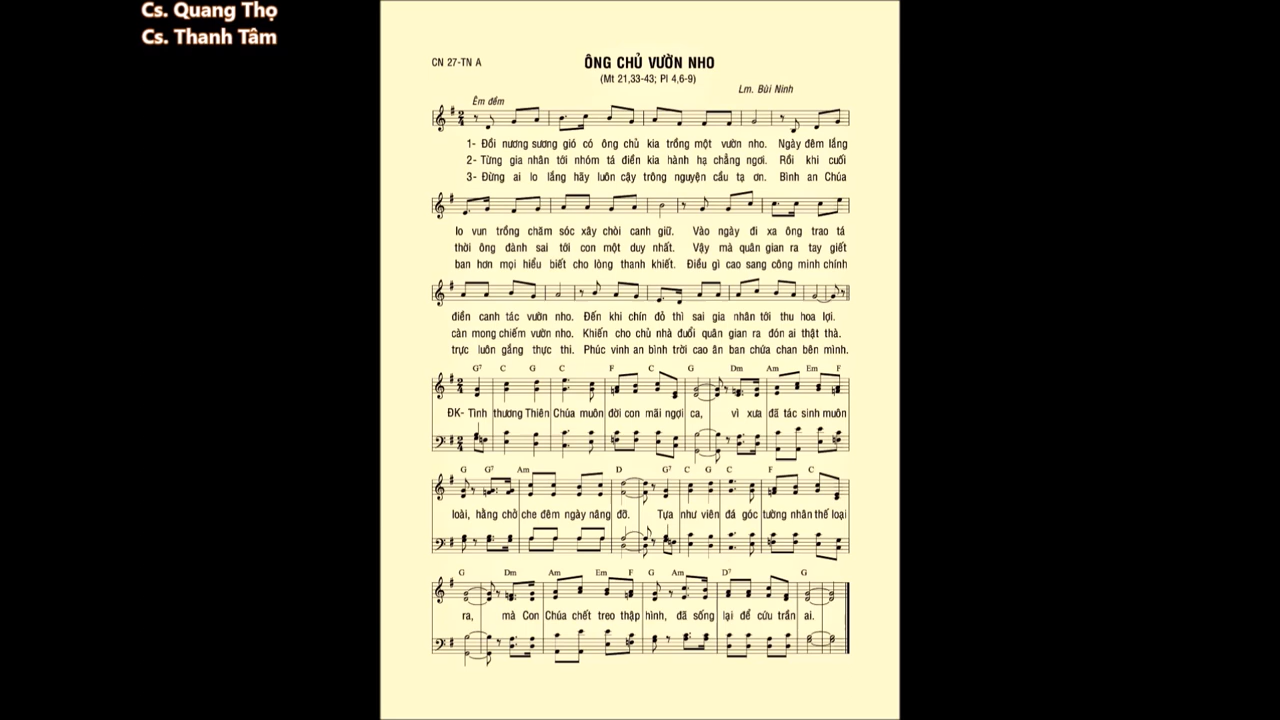 Cs. Quang Thọ
Cs. Thanh Tâm
CN 27-TN A
ÔNG CHỦ VƯỜN NHO
(Mt 21,33-43; Pl 4,6-9)
Lm. Bùi Ninh
Êm đềm
1- Đồi nương sương gió có ông chủ kia trồng một vườn nho. Ngày đêm lắng
2- Từng gia nhân tới nhóm tá điền kia hành hạ chẳng ngơi. Rồi khi cuối
3- Đừng ai lo lắng hãy luôn cậy trông nguyện cầu tạ ơn. Bình an Chúa
lo vun trồng chăm sóc xây chòi canh giữ. Vào ngày đi xa ông trao tá
thời ông đành sai tới con một duy nhất. Vậy mà quân gian ra tay giết
ban hơn mọi hiểu biết cho lòng thanh khiết. Điều gì cao sang công minh chính
điền canh tác vườn nho. Đến khi chín đỏ thì sai gia nhân tới thu hoa lợi.
càn mong chiếm vườn nho. Khiến cho chủ nhà đuổi quân gian ra đón ai thật thà.
trực luôn gắng thực thi. Phúc vinh an bình trời cao ân ban chứa chan bên mình.
G7 C G C F C G Dm Am Em F
ĐK- Tình thương Thiên Chúa muôn đời con mãi ngợi ca, vì xưa đã tác sinh muôn
G G7 Am D G7 C G C F C
loài, hằng chở che đêm ngày nâng đỡ. Tựa như viên đá góc tường nhân thế loại
G Dm Am Em F G Am D7 G
ra, mà Con Chúa chết treo thập hình, đã sống lại để cứu trần ai.